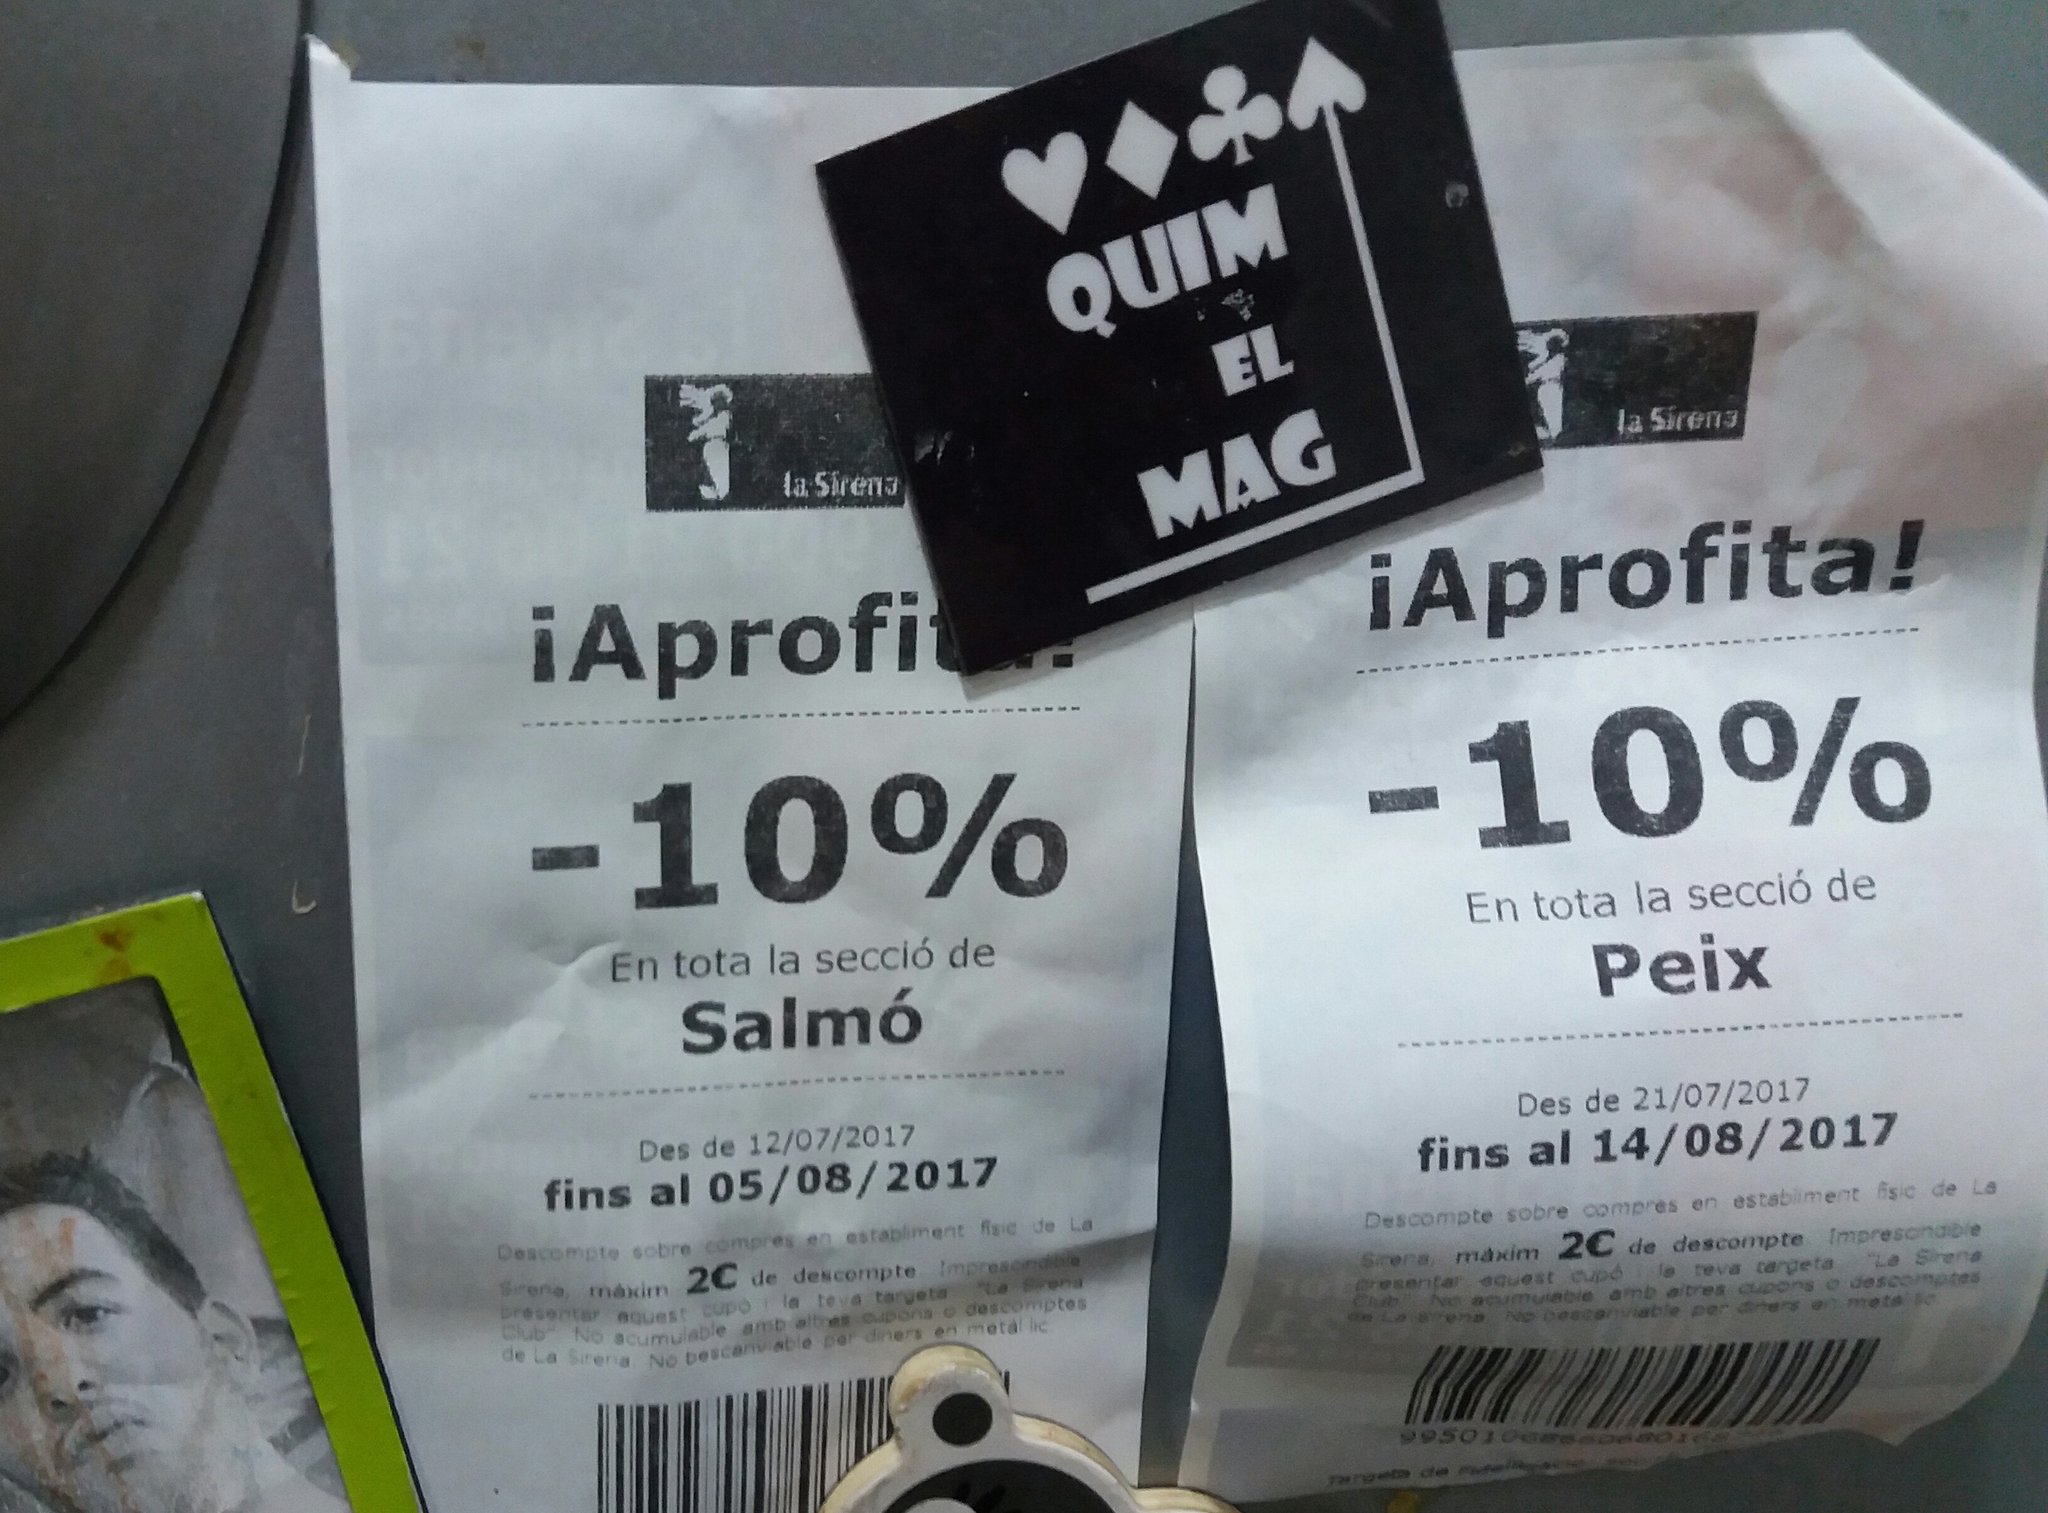 QUIM
EL
MAG
la Sirena
¡Aprofita!
-10%
En tota la secció de
Salmó
Des de 12/07/2017
fins al 05/08/2017
Descompte sobre compres en establiment físic de La
Sirena, màxim 2€ de descompte. Imprescindible
presentar aquest cupó i la teva targeta "La Sirena
Club". No acumulable amb altres cupons o descomptes
de La Sirena. No bescanviable per diners en metàl·lic
la Sirena
¡Aprofita!
-10%
En tota la secció de
Peix
Des de 21/07/2017
fins al 14/08/2017
Descompte sobre compres en establiment físic de La
Sirena, màxim 2€ de descompte. Imprescindible
presentar aquest cupó i la teva targeta "La Sirena
Club". No acumulable amb altres cupons o descomptes
de La Sirena. No bescanviable per diners en metàl·lic
Targeta de